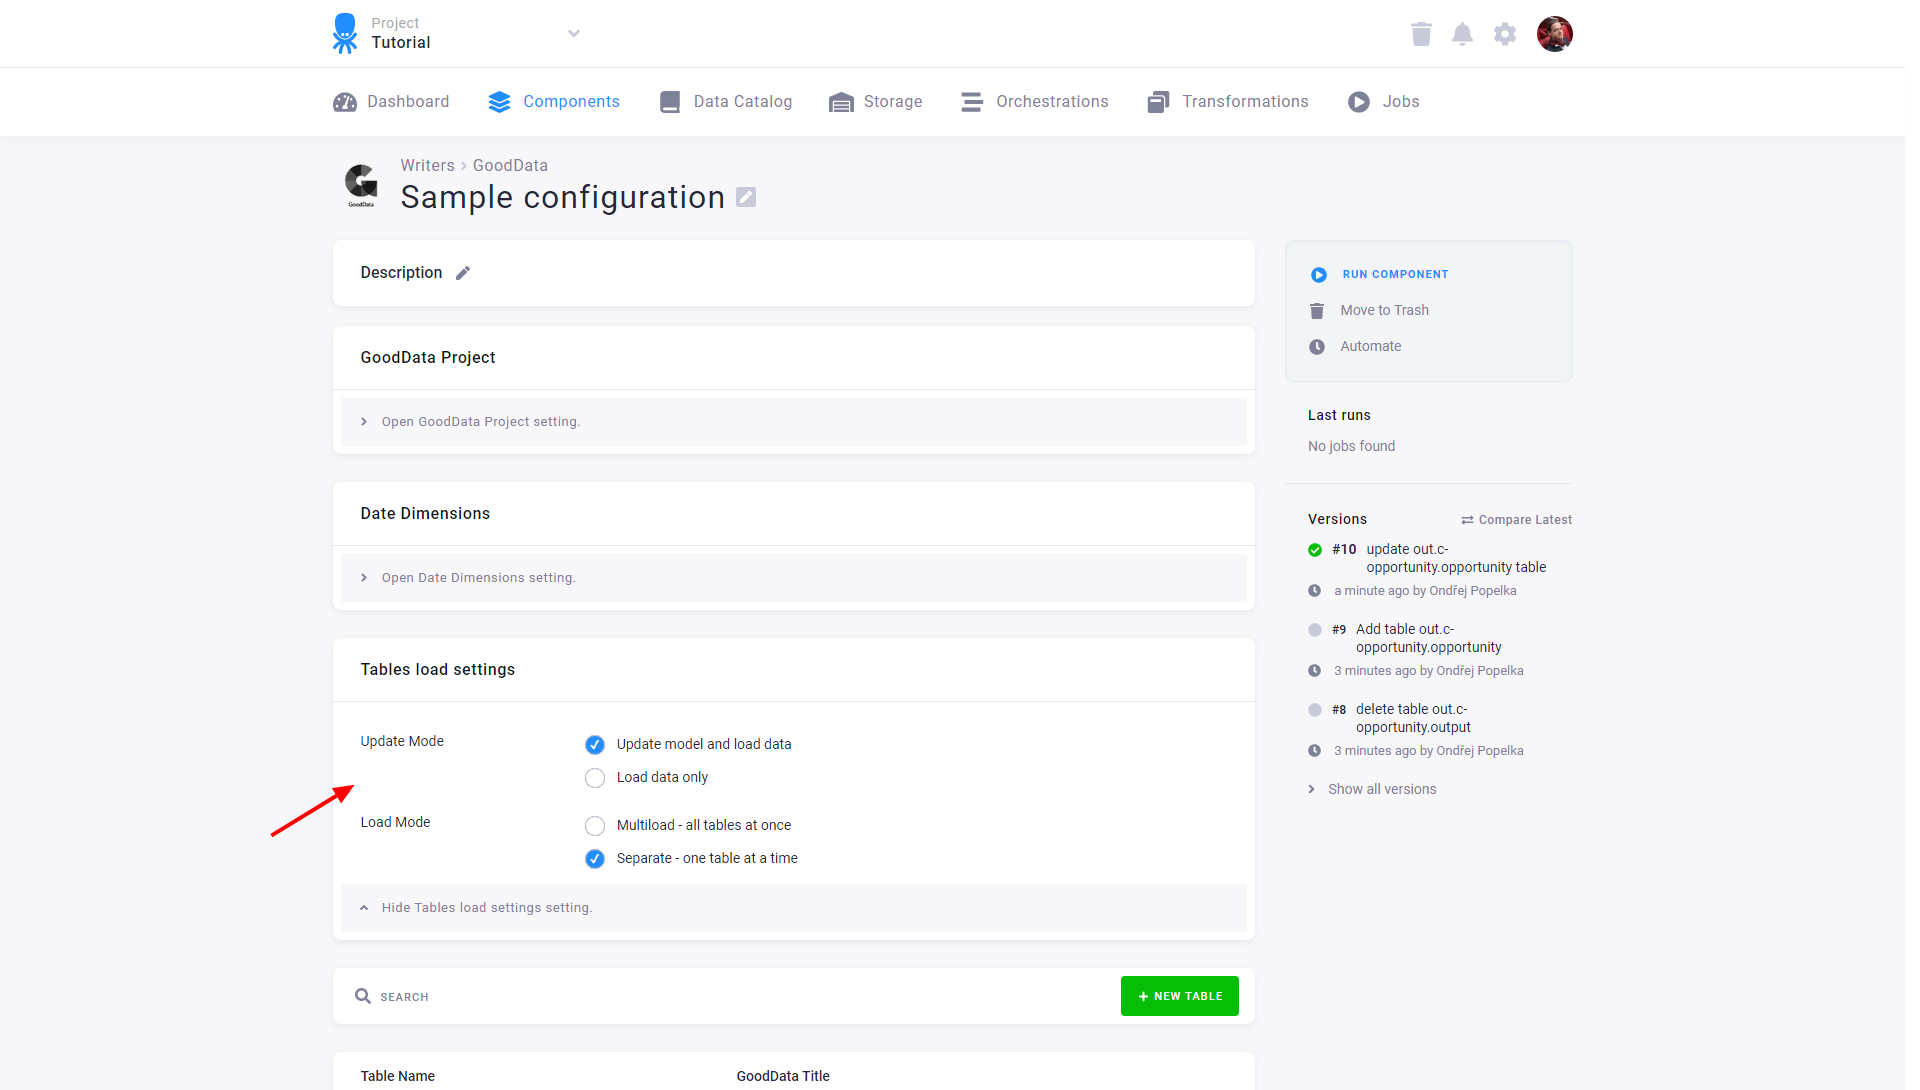 Project
Tutorial
Dashboard
Components
Data Catalog
Storage
Orchestrations
Transformations
Jobs
GoodData
Writers › GoodData
Sample configuration
Description
GoodData Project
Open GoodData Project setting.
Date Dimensions
Open Date Dimensions setting.
Tables load settings
Update Mode
Update model and load data
Load data only
Load Mode
Multiload - all tables at once
Separate - one table at a time
Hide Tables load settings setting.
SEARCH
+ NEW TABLE
Table Name
GoodData Title
RUN COMPONENT
Move to Trash
Automate
Last runs
No jobs found
Versions
Compare Latest
#10 update out.c-
opportunity.opportunity table
a minute ago by Ondřej Popelka
#9 Add table out.c-
opportunity.opportunity
3 minutes ago by Ondřej Popelka
#8 delete table out.c-
opportunity.output
3 minutes ago by Ondřej Popelka
Show all versions